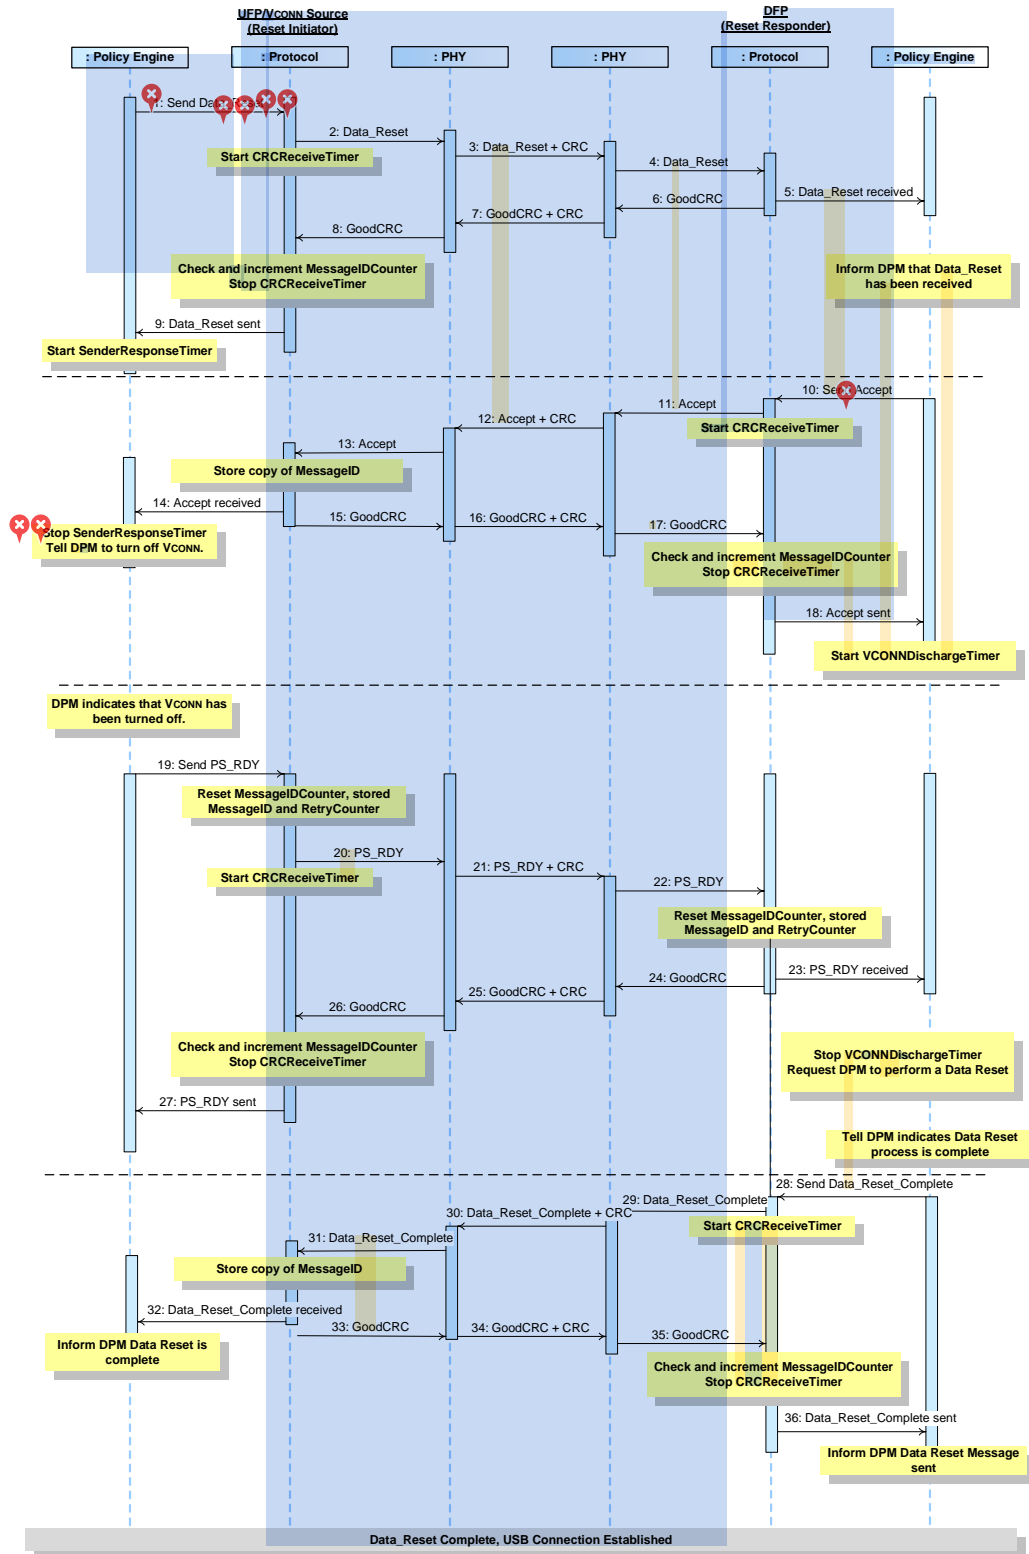 UFP/VCONN Source
(Reset Initiator)
DFP
(Reset Responder)
: Policy Engine
: Protocol
: PHY
: PHY
: Protocol
: Policy Engine
1: Send Data_Reset
2: Data_Reset
Start CRCReceiveTimer
3: Data_Reset + CRC
4: Data_Reset
5: Data_Reset received
6: GoodCRC
7: GoodCRC + CRC
8: GoodCRC
Check and increment MessageIDCounter
Stop CRCReceiveTimer
Inform DPM that Data_Reset
has been received
9: Data_Reset sent
Start SenderResponseTimer
10: Send Accept
11: Accept
Start CRCReceiveTimer
12: Accept + CRC
13: Accept
Store copy of MessageID
14: Accept received
15: GoodCRC
16: GoodCRC + CRC
17: GoodCRC
Stop SenderResponseTimer
Tell DPM to turn off VCONN.
Check and increment MessageIDCounter
Stop CRCReceiveTimer
18: Accept sent
Start VCONNDischargeTimer
DPM indicates that VCONN has
been turned off.
19: Send PS_RDY
Reset MessageIDCounter, stored
MessageID and RetryCounter
20: PS_RDY
Start CRCReceiveTimer
21: PS_RDY + CRC
22: PS_RDY
Reset MessageIDCounter, stored
MessageID and RetryCounter
23: PS_RDY received
24: GoodCRC
25: GoodCRC + CRC
26: GoodCRC
Check and increment MessageIDCounter
Stop CRCReceiveTimer
Stop VCONNDischargeTimer
Request DPM to perform a Data Reset
27: PS_RDY sent
Tell DPM indicates Data Reset
process is complete
28: Send Data_Reset_Complete
29: Data_Reset_Complete
Start CRCReceiveTimer
30: Data_Reset_Complete + CRC
31: Data_Reset_Complete
Store copy of MessageID
32: Data_Reset_Complete received
33: GoodCRC
34: GoodCRC + CRC
35: GoodCRC
Inform DPM Data Reset is
complete
Check and increment MessageIDCounter
Stop CRCReceiveTimer
36: Data_Reset_Complete sent
Inform DPM Data Reset Message
sent
Data_Reset Complete, USB Connection Established